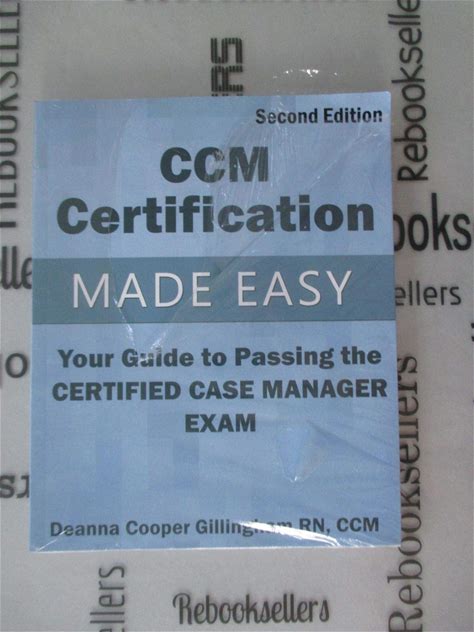 Second Edition
CCM
Certification
MADE EASY
Your Guide to Passing the
CERTIFIED CASE MANAGER
EXAM
Deanna Cooper Gillingham RN, CCM
Rebooksellers
Rebooksellers
Rebooksellers
Rebooksellers